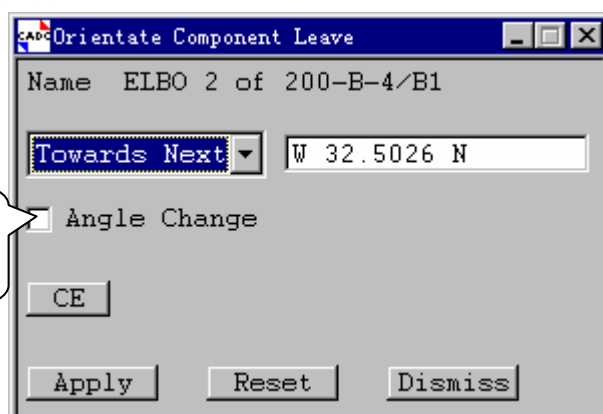 CADC Orientate Component Leave
Name ELBO 2 of 200-B-4/B1
Towards Next W 32.5026 N
Angle Change
CE
Apply Reset Dismiss